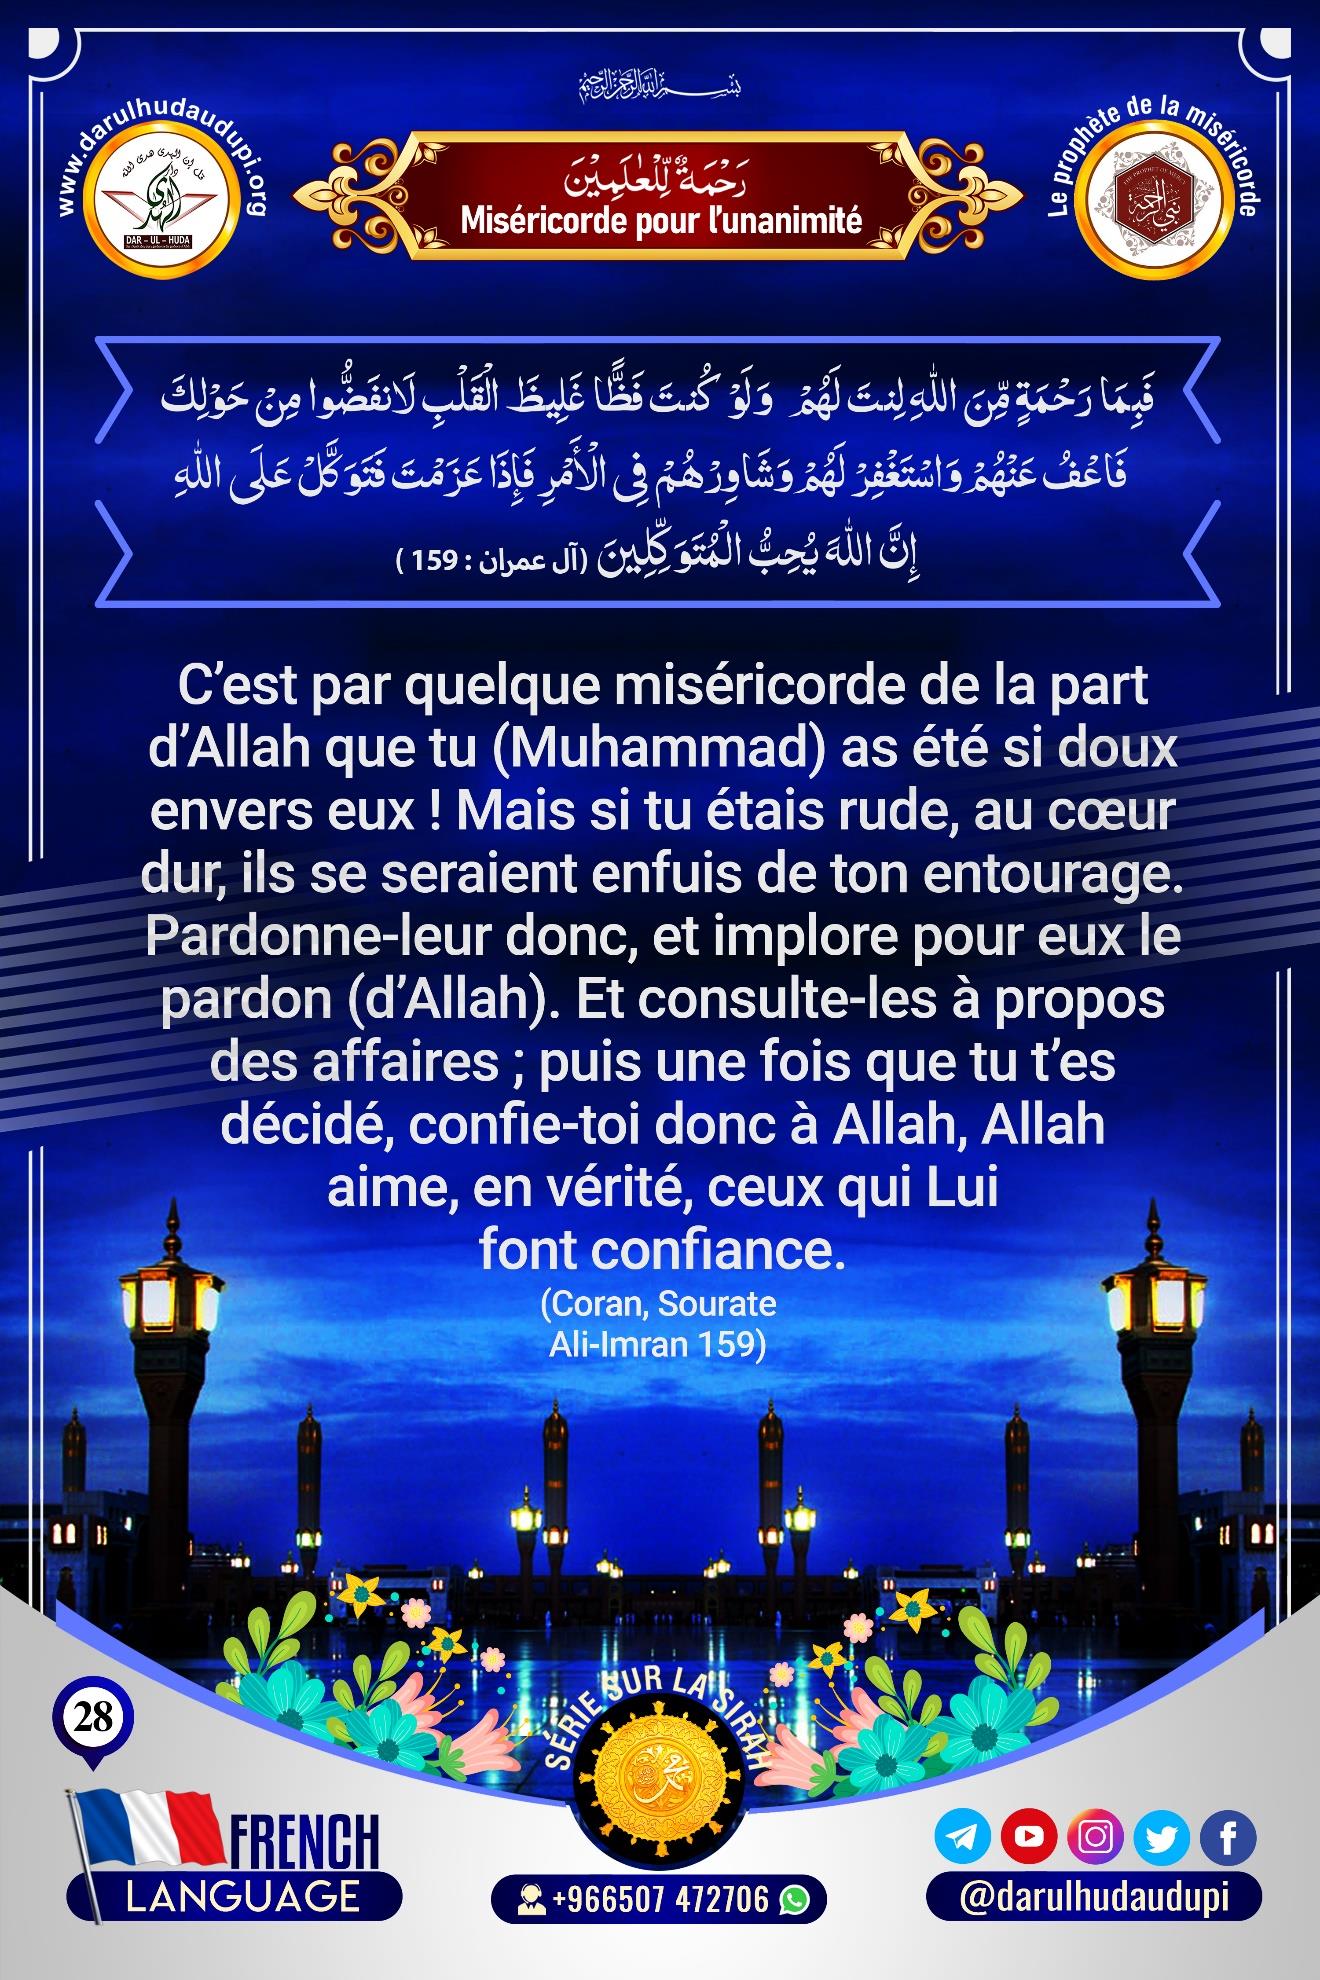 بسم الله الرحمن الرحيم
www.darulhudaudupi.org
قل إن الهدى هدى الله
DAR – UL – HUDA
رَحْمَةٌ لِّلْعٰلَمِيْنَ
Miséricorde pour l'unanimité
Le prophète de la miséricorde
نبي الرحمة
فَبِمَا رَحْمَةٍ مِّنَ اللّٰهِ لِنتَ لَهُمْ وَلَوْ كُنتَ فَظًّا غَلِيظَ الْقَلْبِ لَانفَضُّوا مِنْ حَوْلِكَ
فَاعْفُ عَنْهُمْ وَاسْتَغْفِرْ لَهُمْ وَشَاوِرْهُمْ فِي الْأَمْرِ فَإِذَا عَزَمْتَ فَتَوَكَّلْ عَلَى اللّٰهِ
إِنَّ اللّٰهَ يُحِبُّ الْمُتَوَكِّلِينَ (آل عمران : 159 )
C’est par quelque miséricorde de la part
d’Allah que tu (Muhammad) as été si doux
envers eux ! Mais si tu étais rude, au cœur
dur, ils se seraient enfuis de ton entourage.
Pardonne-leur donc, et implore pour eux le
pardon (d’Allah). Et consulte-les à propos
des affaires ; puis une fois que tu t’es
décidé, confie-toi donc à Allah, Allah
aime, en vérité, ceux qui Lui
font confiance.
(Coran, Sourate
Ali-Imran 159)
28
SÉRIE SUR LA SIRAH
FRENCH
LANGUAGE
+966507 472706
@darulhudaudupi